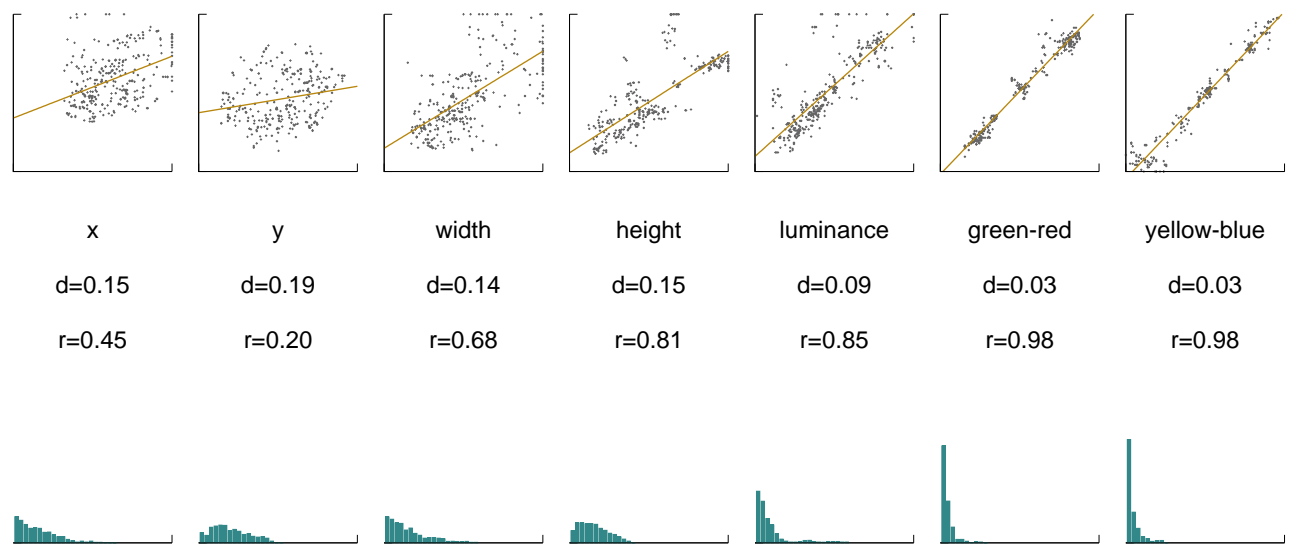 x y width height luminance green-red yellow-blue
d=0.15 d=0.19 d=0.14 d=0.15 d=0.09 d=0.03 d=0.03
r=0.45 r=0.20 r=0.68 r=0.81 r=0.85 r=0.98 r=0.98